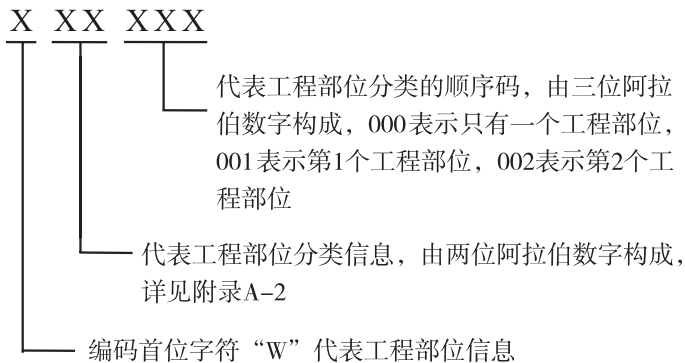 X XX XXX
代表工程部位分类的顺序码，由三位阿拉
伯数字构成，000表示只有一个工程部位，
001表示第1个工程部位，002表示第2个工
程部位
代表工程部位分类信息，由两位阿拉伯数字构成，
详见附录A-2
编码首位字符“W”代表工程部位信息